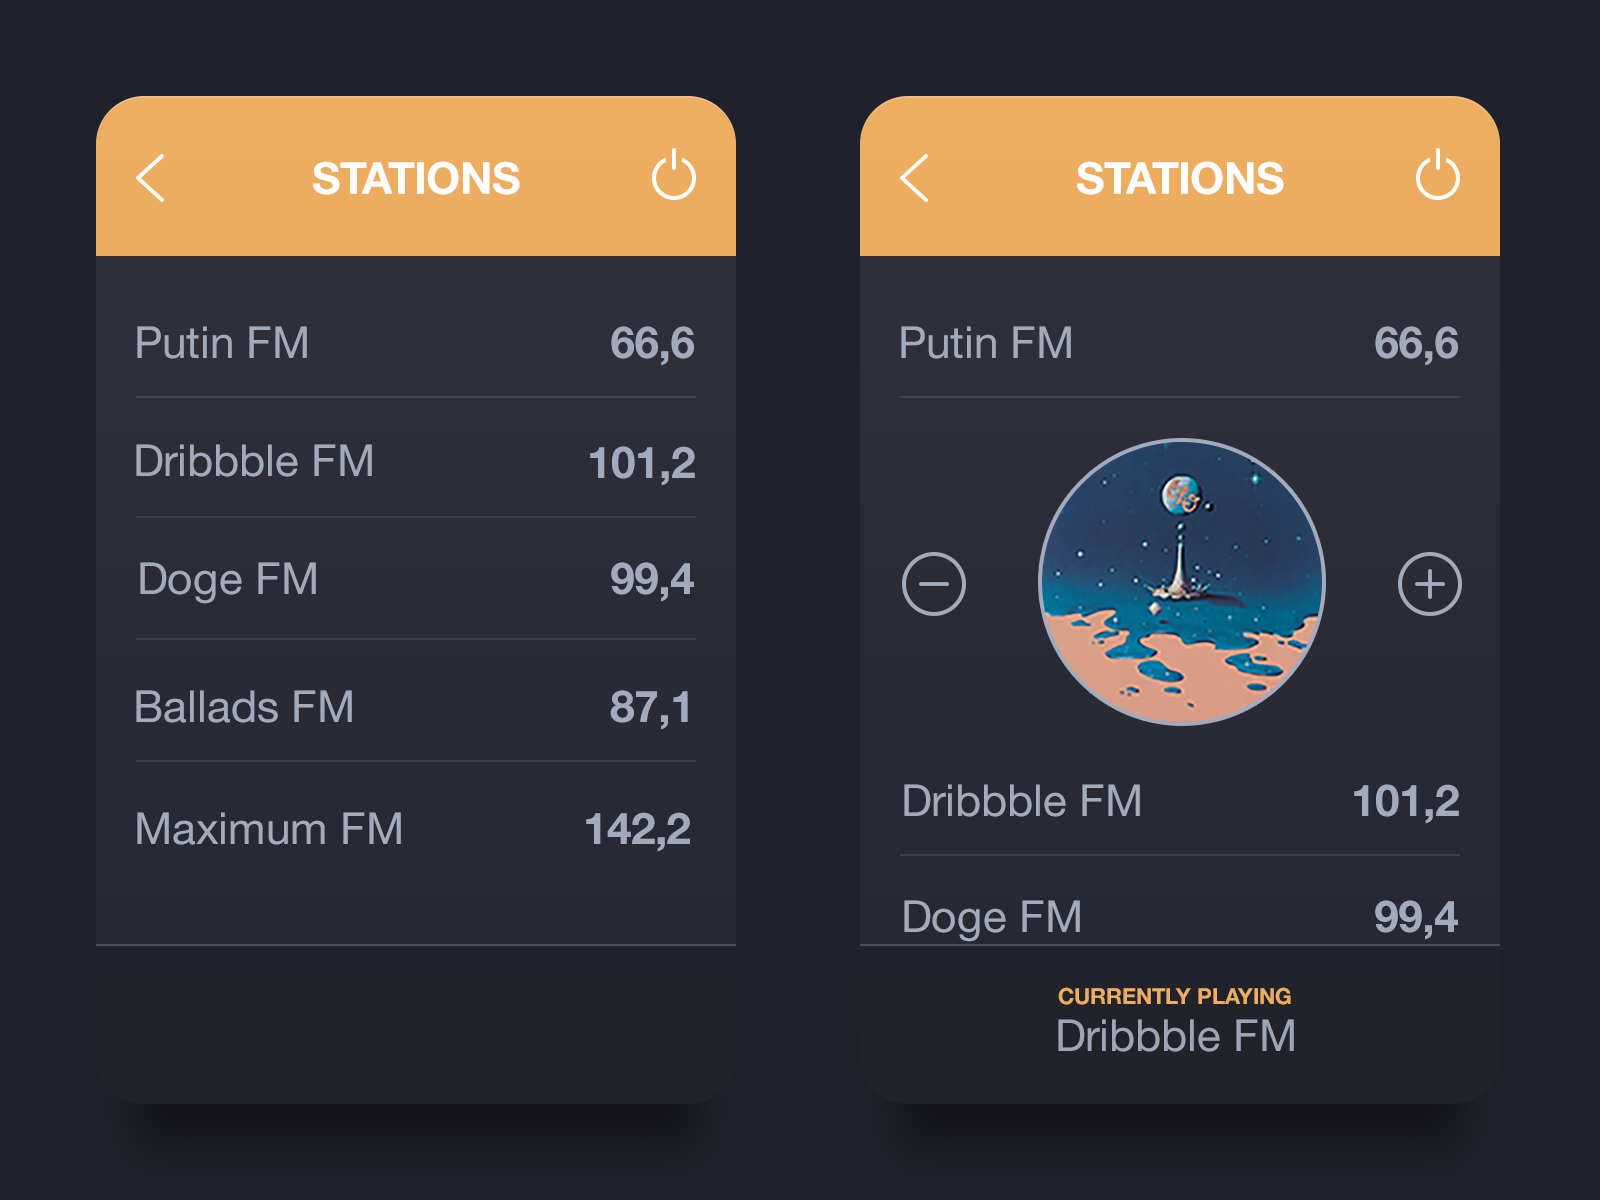 STATIONS
Putin FM 66,6
Dribbble FM 101,2
Doge FM 99,4
Ballads FM 87,1
Maximum FM 142,2
STATIONS
Putin FM 66,6
Dribbble FM 101,2
Doge FM 99,4
CURRENTLY PLAYING
Dribbble FM